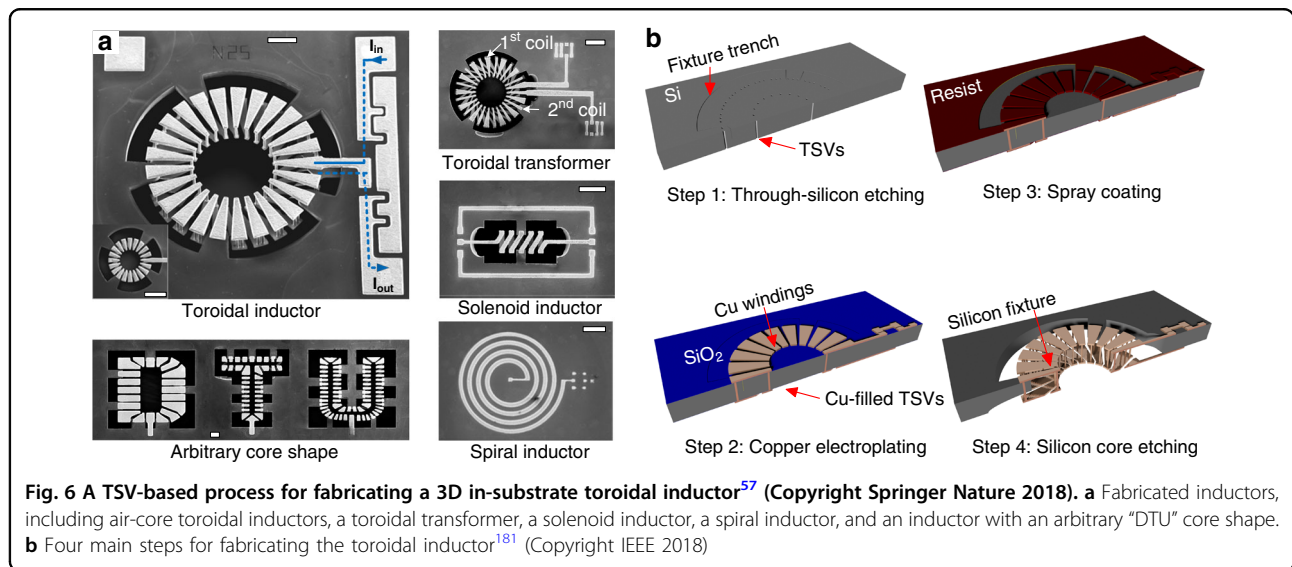 a
N25
I_in
I_out
Toroidal inductor
1st coil
2nd coil
Toroidal transformer
Solenoid inductor
Arbitrary core shape
Spiral inductor
b
Fixture trench
Si
TSVs
Step 1: Through-silicon etching
Resist
Step 3: Spray coating
Cu windings
SiO2
Cu-filled TSVs
Step 2: Copper electroplating
Silicon fixture
Step 4: Silicon core etching
Fig. 6 A TSV-based process for fabricating a 3D in-substrate toroidal inductor57 (Copyright Springer Nature 2018). a Fabricated inductors,
including air-core toroidal inductors, a toroidal transformer, a solenoid inductor, a spiral inductor, and an inductor with an arbitrary “DTU” core shape.
b Four main steps for fabricating the toroidal inductor181 (Copyright IEEE 2018)